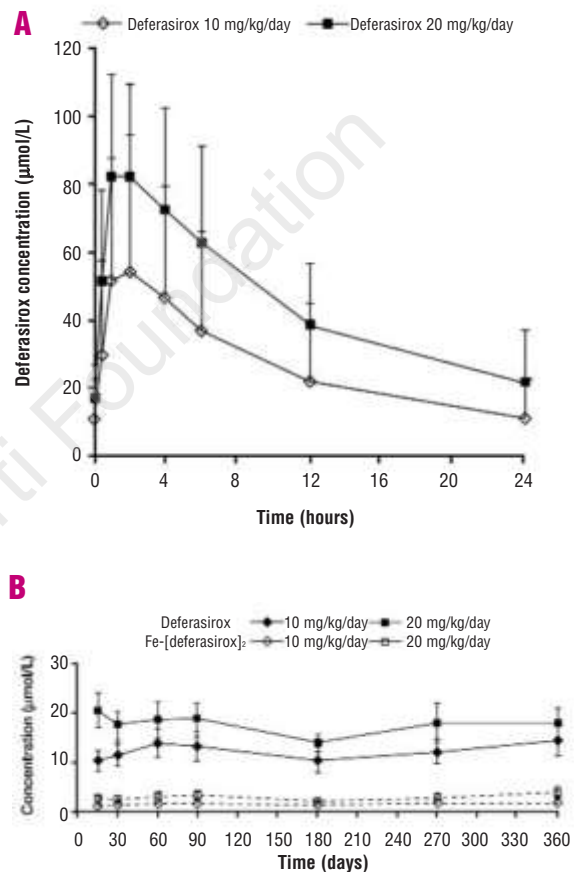 A
Deferasirox 10 mg/kg/day Deferasirox 20 mg/kg/day
120
100
80
60
40
20
0
Deferasirox concentration (µmol/L)
0 4 8 12 16 20 24
Time (hours)
rti Foundation
B
Deferasirox 10 mg/kg/day 20 mg/kg/day
Fe-[deferasirox]₂ 10 mg/kg/day 20 mg/kg/day
30
20
10
0
Concentration (µmol/L)
0 30 60 90 120 150 180 210 240 270 300 330 360
Time (days)